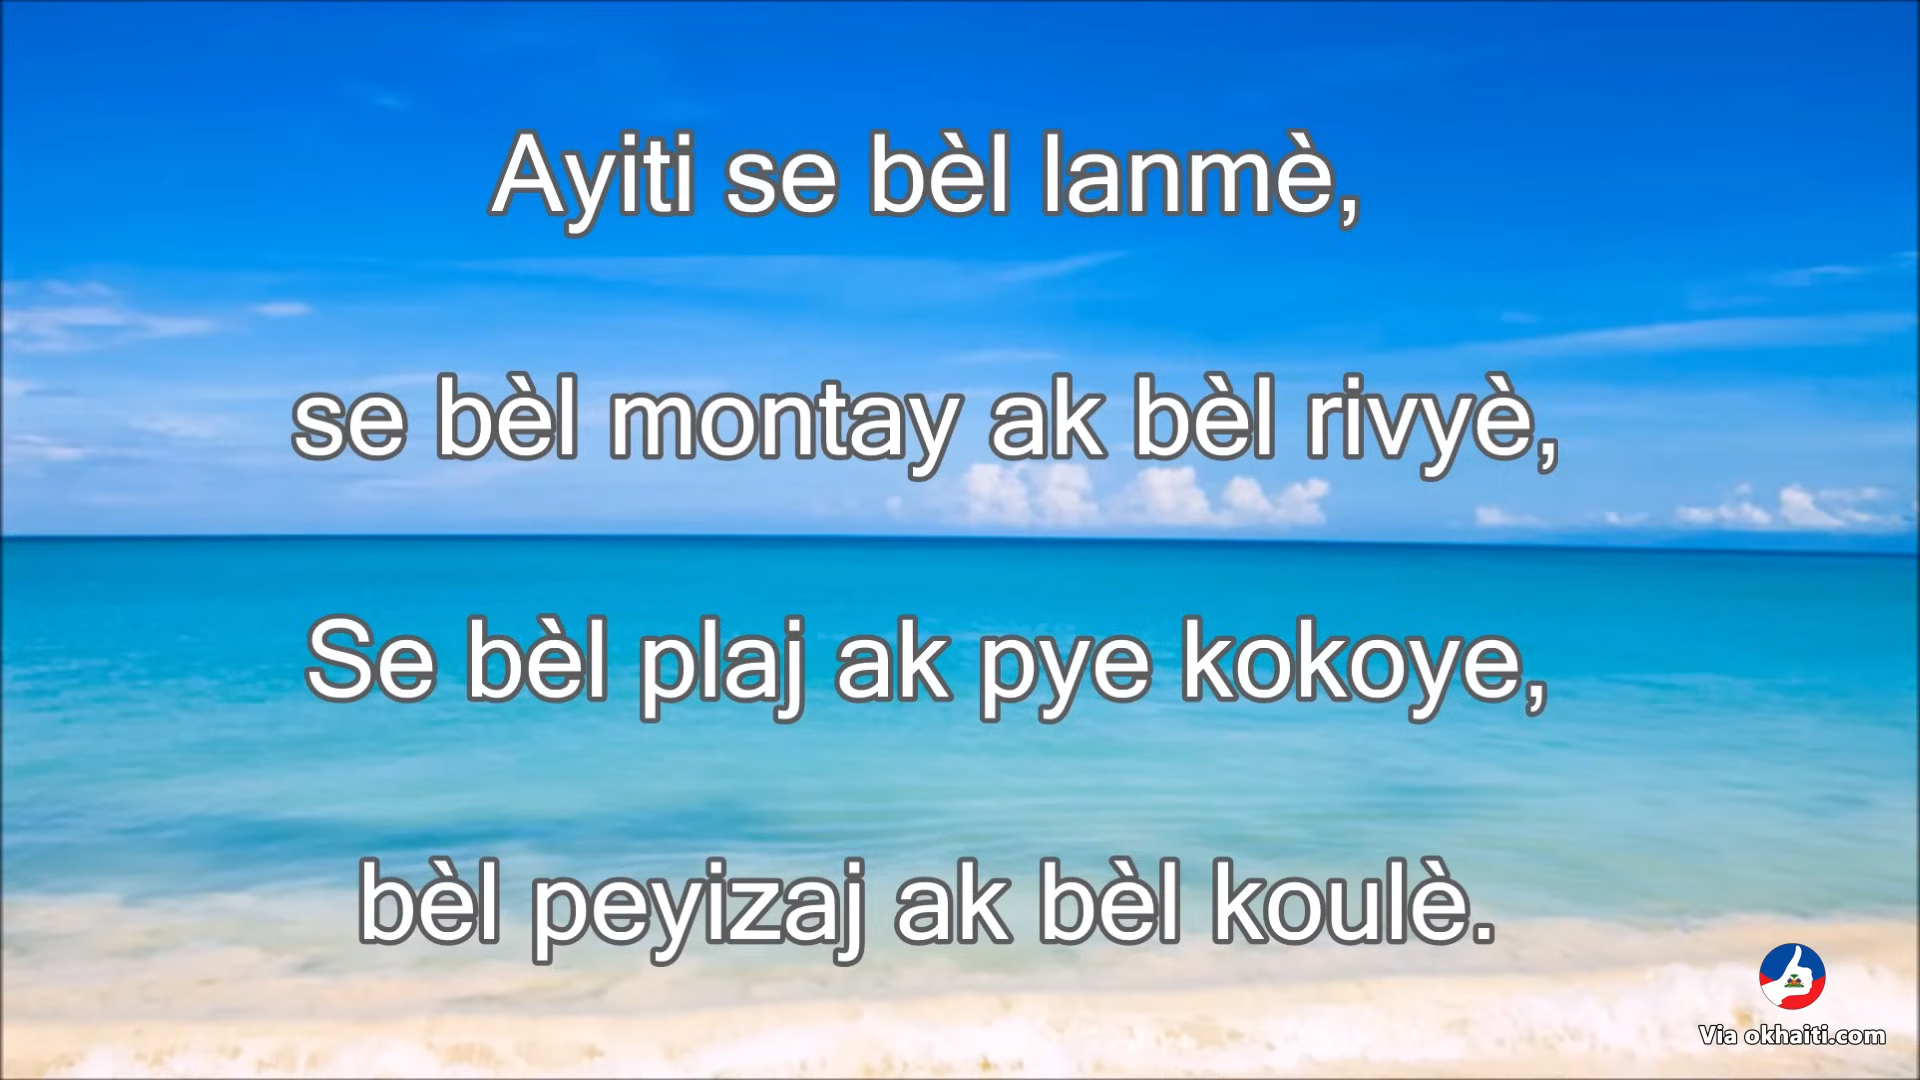 Ayiti se bèl lanmè,
se bèl montay ak bèl rivyè,
Se bèl plaj ak pye kokoye,
bèl peyizaj ak bèl koulè.
Via okhaiti.com